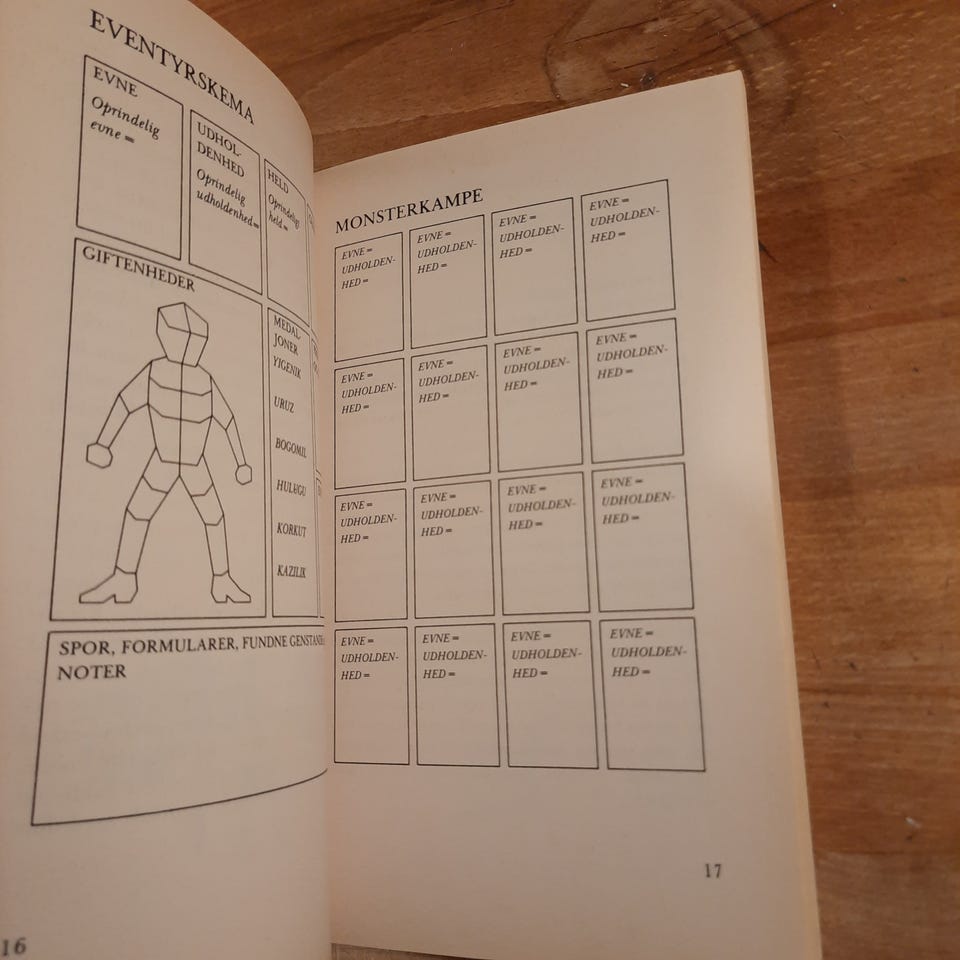 EVENTYRSKEMA
EVNE
Oprindelig
evne =
UDHOL-
DENHED
Oprindelig
udholdenhed=
HELD
Oprindeligt
held =
GIFTENHEDER
MEDAL-
JONER
YIGENIK
URUZ
BOGOMIL
HULUGU
KORKUT
KAZILIK
SPOR, FORMULARER, FUNDNE
NOTER
16
MONSTERKAMPE
EVNE =
UDHOLDEN-
HED =
EVNE =
UDHOLDEN-
HED =
EVNE =
UDHOLDEN-
HED =
EVNE =
UDHOLDEN-
HED =
EVNE =
UDHOLDEN-
HED =
EVNE =
UDHOLDEN-
HED =
EVNE =
UDHOLDEN-
HED =
EVNE =
UDHOLDEN-
HED =
EVNE =
UDHOLDEN-
HED =
EVNE =
UDHOLDEN-
HED =
EVNE =
UDHOLDEN-
HED =
EVNE =
UDHOLDEN-
HED =
EVNE =
UDHOLDEN-
HED =
EVNE =
UDHOLDEN-
HED =
EVNE =
UDHOLDEN-
HED =
EVNE =
UDHOLDEN-
HED =
17